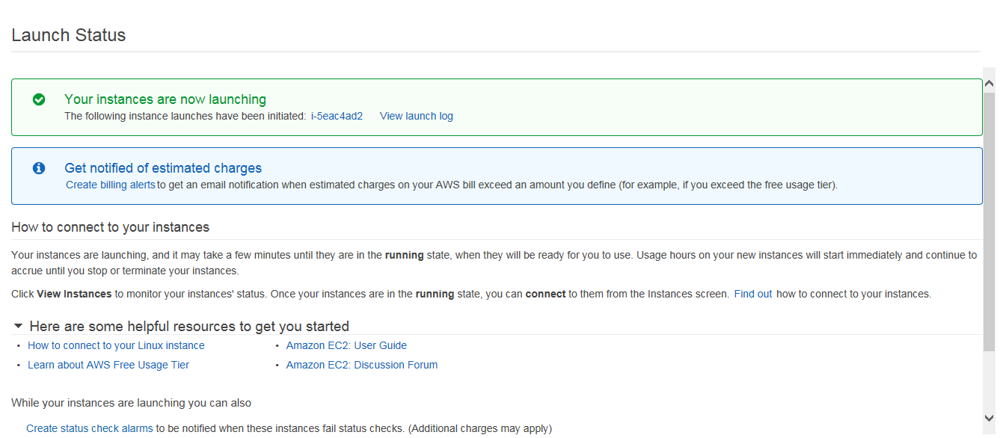 Launch Status
Your instances are now launching
The following instance launches have been initiated: i-5eac4ad2 View launch log
Get notified of estimated charges
Create billing alerts to get an email notification when estimated charges on your AWS bill exceed an amount you define (for example, if you exceed the free usage tier).
How to connect to your instances
Your instances are launching, and it may take a few minutes until they are in the running state, when they will be ready for you to use. Usage hours on your new instances will start immediately and continue to
accrue until you stop or terminate your instances.
Click View Instances to monitor your instances' status. Once your instances are in the running state, you can connect to them from the Instances screen. Find out how to connect to your instances.
Here are some helpful resources to get you started
• How to connect to your Linux instance • Amazon EC2: User Guide
• Learn about AWS Free Usage Tier • Amazon EC2: Discussion Forum
While your instances are launching you can also
Create status check alarms to be notified when these instances fail status checks. (Additional charges may apply)